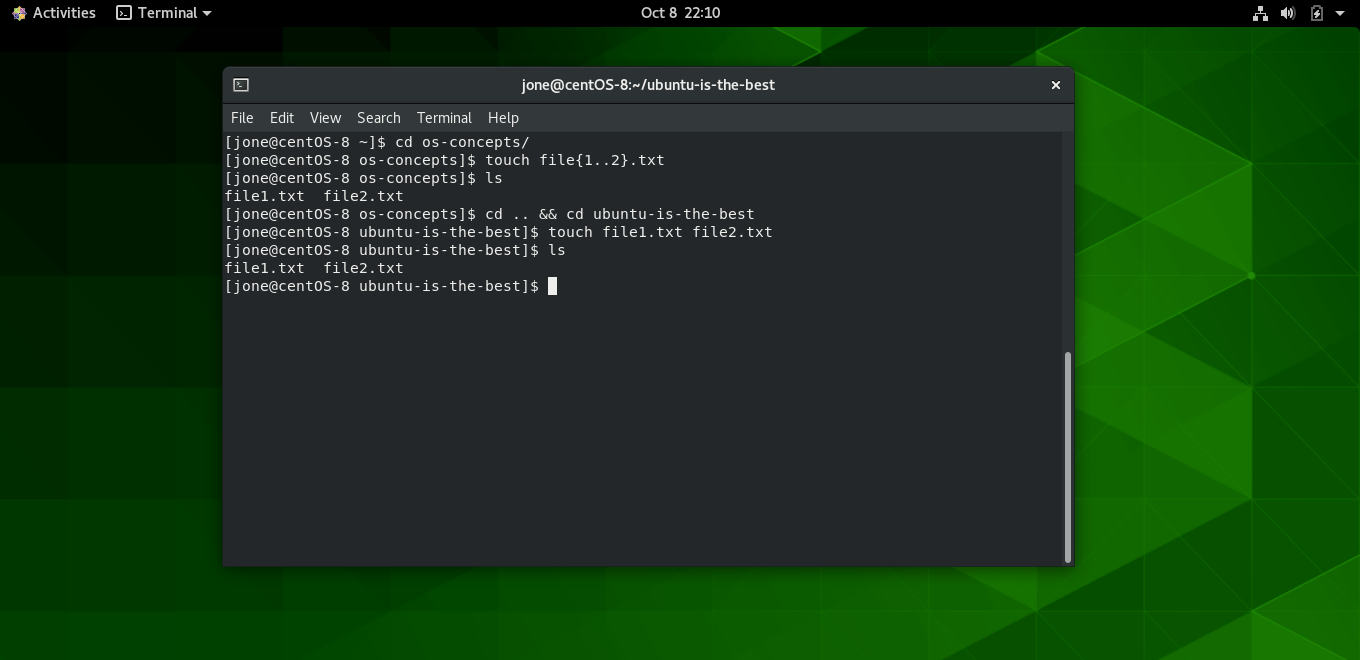 Activities Terminal Oct 8 22:10
jone@centOS-8:~/ubuntu-is-the-best
File Edit View Search Terminal Help
[jone@centOS-8 ~]$ cd os-concepts/
[jone@centOS-8 os-concepts]$ touch file{1..2}.txt
[jone@centOS-8 os-concepts]$ ls
file1.txt  file2.txt
[jone@centOS-8 os-concepts]$ cd .. && cd ubuntu-is-the-best
[jone@centOS-8 ubuntu-is-the-best]$ touch file1.txt file2.txt
[jone@centOS-8 ubuntu-is-the-best]$ ls
file1.txt  file2.txt
[jone@centOS-8 ubuntu-is-the-best]$